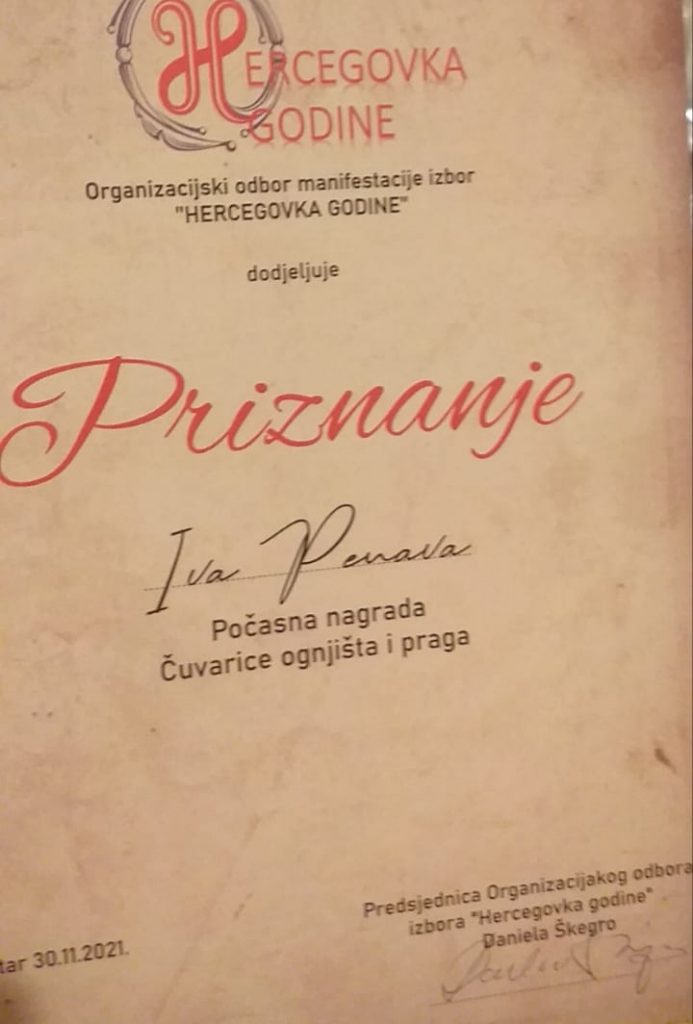 HERCEGOVKA
GODINE
Organizacijski odbor manifestacije izbor
"HERCEGOVKA GODINE"
dodjeljuje
Priznanje
Iva Penava
Počasna nagrada
Čuvarice ognjišta i praga
Predsjednica Organizacijakog odbora
izbora "Hercegovka godine"
Daniela Škegro
tar 30.11.2021.